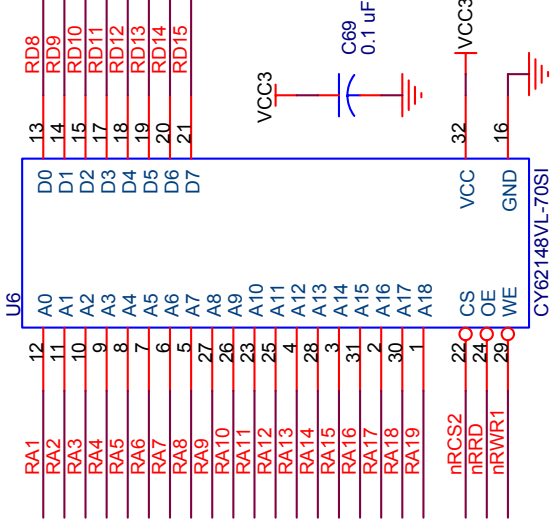 RD8
RD9
RD10
RD11
RD12
RD13
RD14
RD15
13
14
15
17
18
19
20
21
VCC3
C69
0.1 uF
VCC3
32
16
D0
D1
D2
D3
D4
D5
D6
D7
VCC
GND
U6
A0
A1
A2
A3
A4
A5
A6
A7
A8
A9
A10
A11
A12
A13
A14
A15
A16
A17
A18
CS
OE
WE
CY62148VL-70SI
12
11
10
9
8
7
6
5
27
26
23
25
4
28
3
31
2
30
1
22
24
29
RA1
RA2
RA3
RA4
RA5
RA6
RA7
RA8
RA9
RA10
RA11
RA12
RA13
RA14
RA15
RA16
RA17
RA18
RA19
nRCS2
nRRD
nRWR1